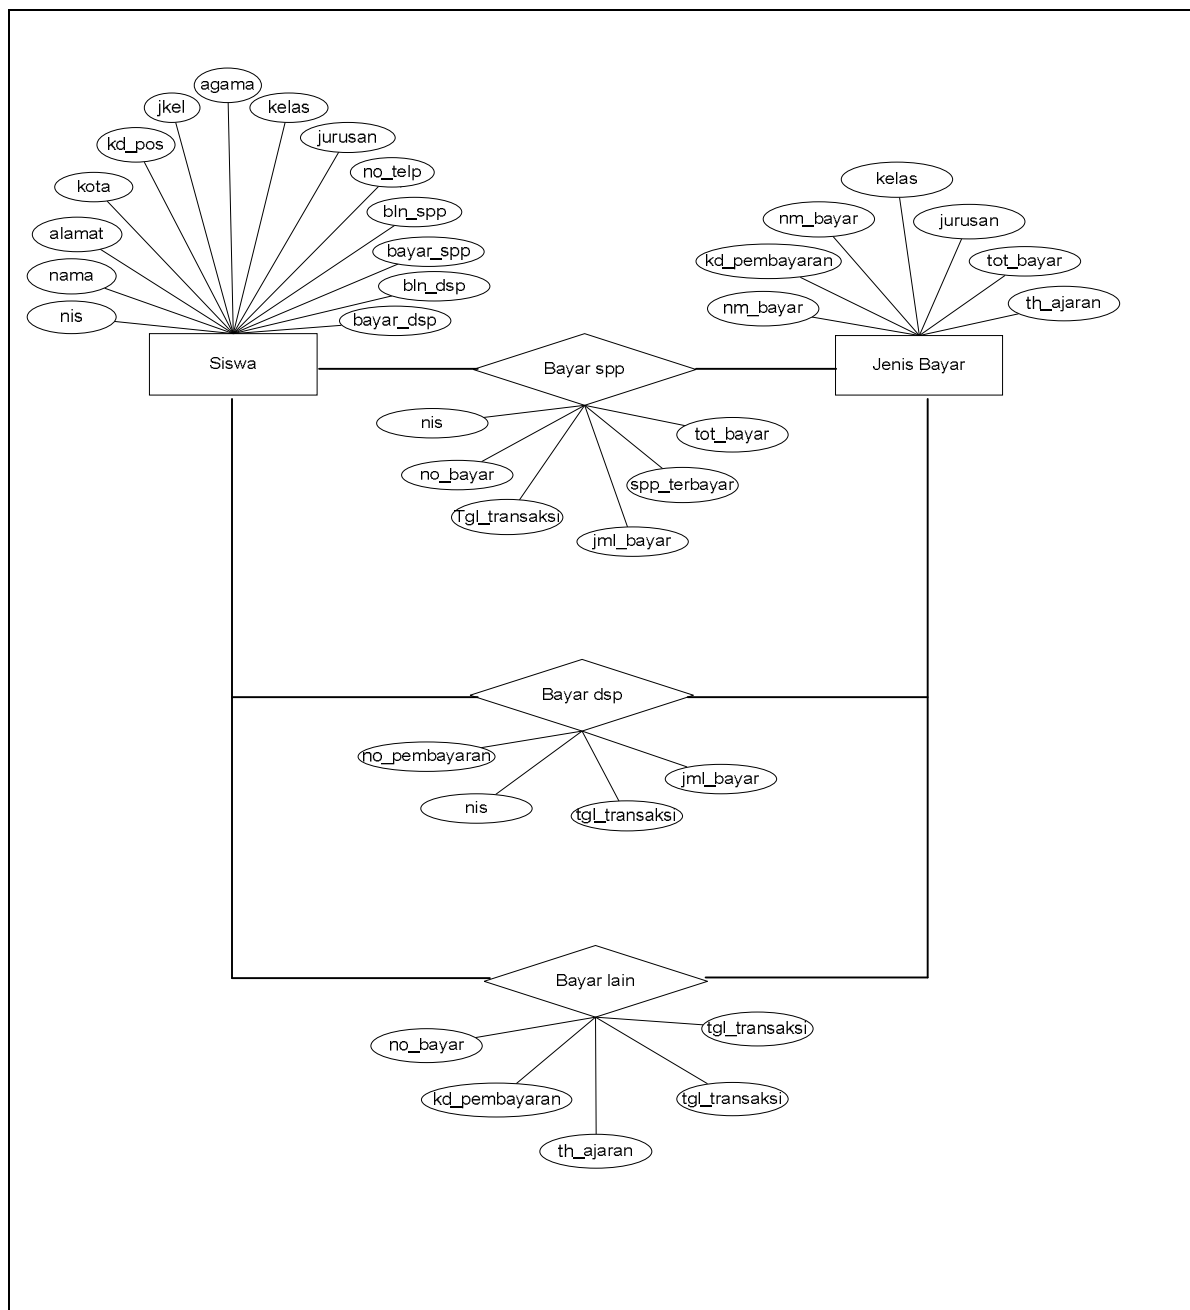 agama
jkel
kelas
kd_pos
jurusan
no_telp
kota
bln_spp
alamat
bayar_spp
nama
bln_dsp
nis
bayar_dsp
Siswa
kelas
nm_bayar
jurusan
kd_pembayaran
tot_bayar
nm_bayar
th_ajaran
Jenis Bayar
Bayar spp
nis
tot_bayar
no_bayar
spp_terbayar
Tgl_transaksi
jml_bayar
Bayar dsp
no_pembayaran
jml_bayar
nis
tgl_transaksi
Bayar lain
tgl_transaksi
no_bayar
kd_pembayaran
tgl_transaksi
th_ajaran